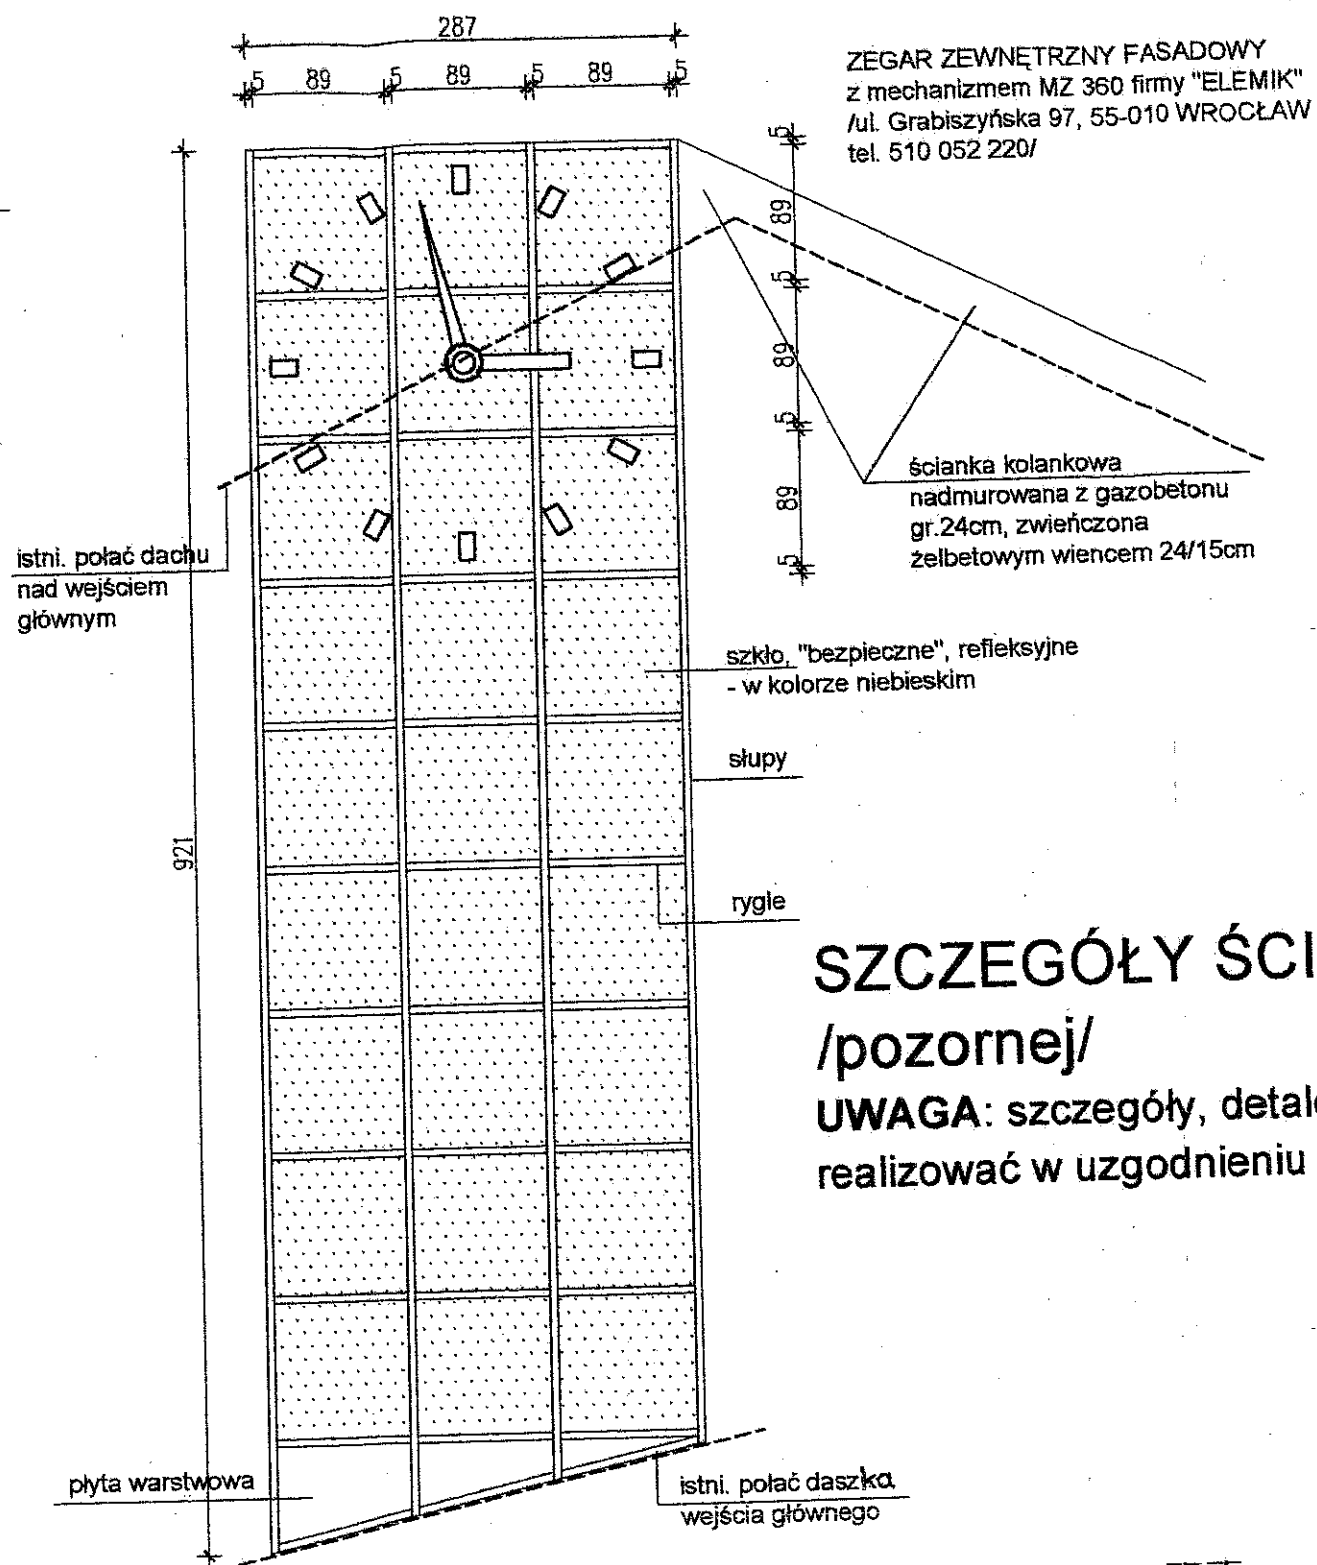 287
5 89 5 89 5 89 5
ZEGAR ZEWNĘTRZNY FASADOWY
z mechanizmem MZ 360 firmy "ELEMIK"
/ul. Grabiszyńska 97, 55-010 WROCŁAW
tel. 510 052 220/
5
89
5
89
5
89
5
ścianka kolankowa
nadmurowana z gazobetonu
gr.24cm, zwieńczona
żelbetowym wiencem 24/15cm
istni. połać dachu
nad wejściem
głównym
szkło, "bezpieczne", refleksyjne
- w kolorze niebieskim
słupy
921
rygle
SZCZEGÓŁY ŚCI
/pozornej/
UWAGA: szczegóły, detale
realizować w uzgodnieniu
płyta warstwowa
istni. połać daszka
wejścia głównego